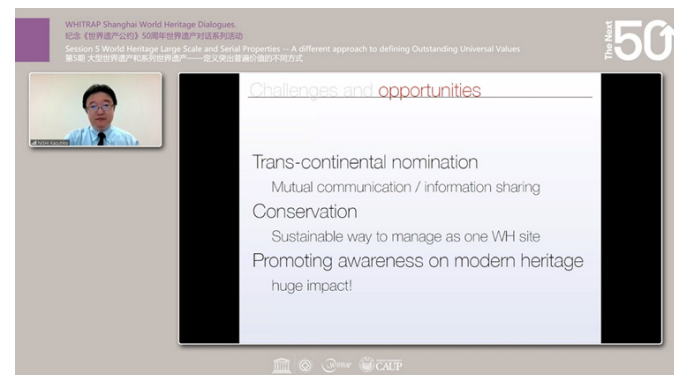 WHITRAP Shanghai World Heritage Dialogues.
纪念《世界遗产公约》50周年世界遗产对话系列活动
Session 5 World Heritage Large Scale and Serial Properties -- A different approach to defining Outstanding Universal Values
第5期 大型世界遗产和系列世界遗产——定义突出普遍价值的不同方式
The Next 50
NISHI Kazuhiko
Challenges and opportunities
Trans-continental nomination
Mutual communication / information sharing
Conservation
Sustainable way to manage as one WH site
Promoting awareness on modern heritage
huge impact!
WHITRAP CAUP